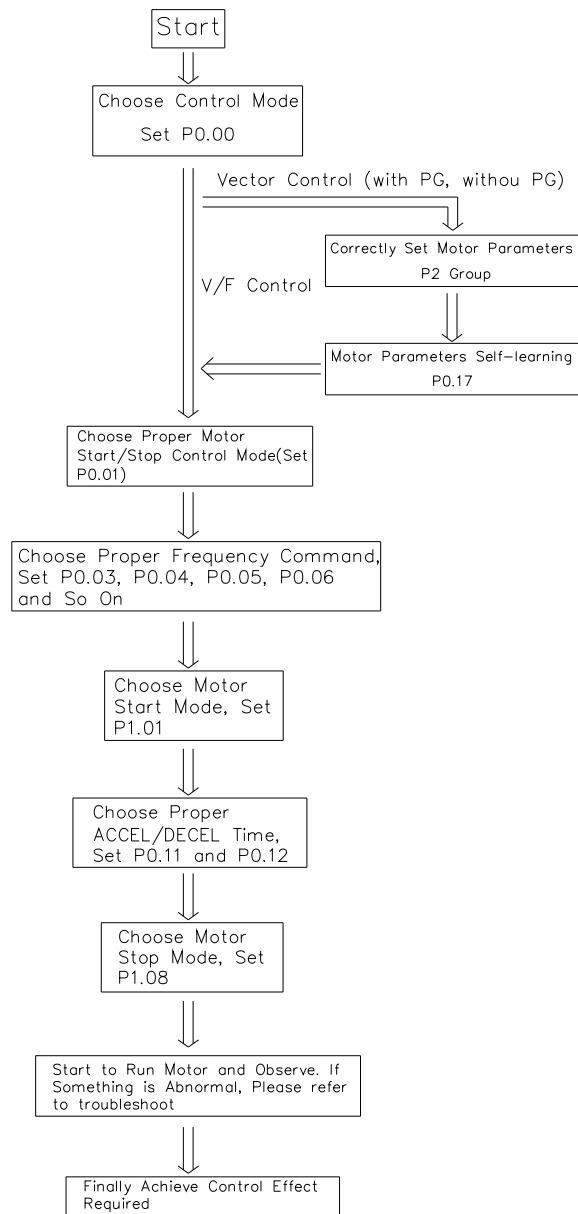 Start
Choose Control Mode
Set P0.00
Vector Control (with PG, withou PG)
Correctly Set Motor Parameters
P2 Group
V/F Control
Motor Parameters Self-learning
P0.17
Choose Proper Motor
Start/Stop Control Mode(Set
P0.01)
Choose Proper Frequency Command,
Set P0.03, P0.04, P0.05, P0.06
and So On
Choose Motor
Start Mode, Set
P1.01
Choose Proper
ACCEL/DECEL Time,
Set P0.11 and P0.12
Choose Motor
Stop Mode, Set
P1.08
Start to Run Motor and Observe. If
Something is Abnormal, Please refer
to troubleshoot
Finally Achieve Control Effect
Required